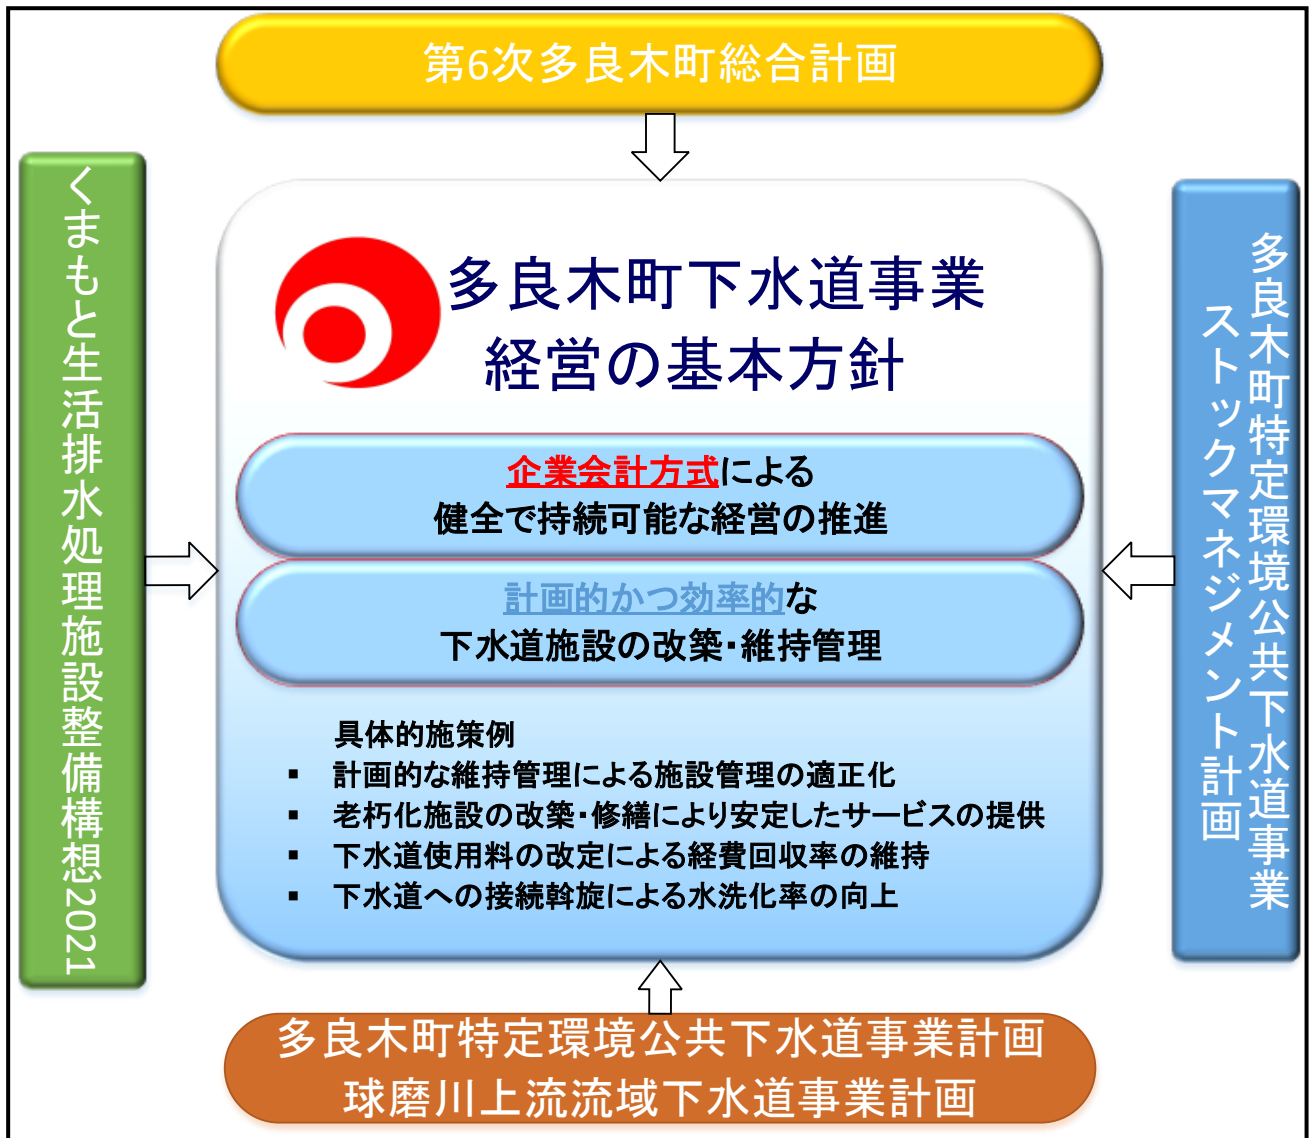 第6次多良木町総合計画
くまもと生活排水処理施設整備構想2021
多良木町下水道事業
経営の基本方針
企業会計方式による
健全で持続可能な経営の推進
計画的かつ効率的な
下水道施設の改築・維持管理
具体的施策例
▪ 計画的な維持管理による施設管理の適正化
▪ 老朽化施設の改築・修繕により安定したサービスの提供
▪ 下水道使用料の改定による経費回収率の維持
▪ 下水道への接続斡旋による水洗化率の向上
多良木町特定環境公共下水道事業
ストックマネジメント計画
多良木町特定環境公共下水道事業計画
球磨川上流流域下水道事業計画